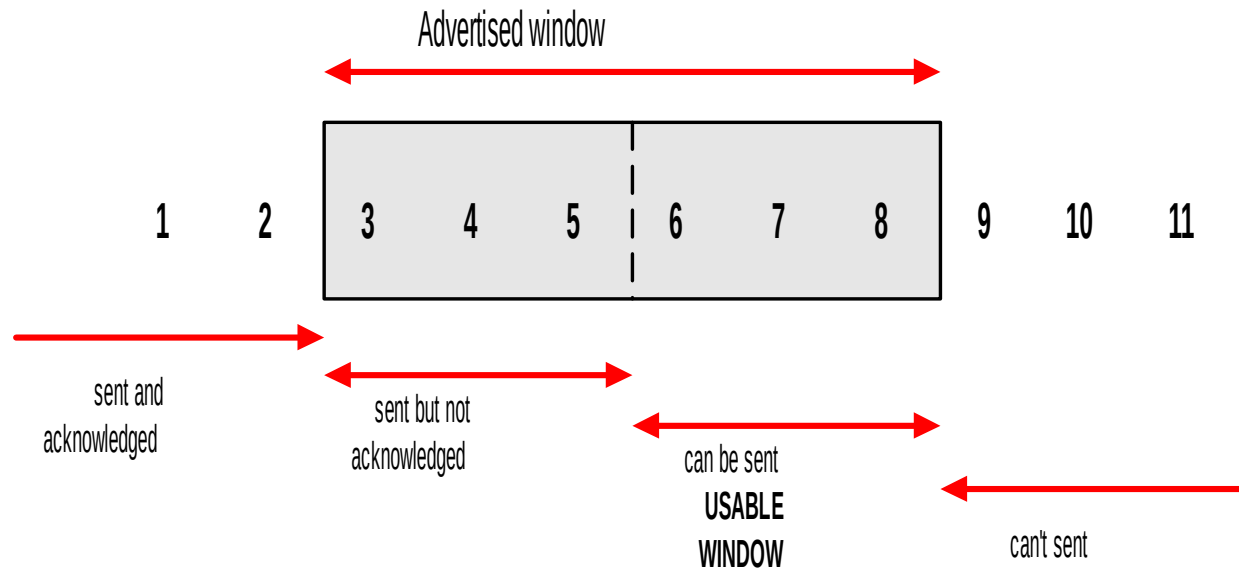 Advertised window
1 2 3 4 5 6 7 8 9 10 11
sent and
acknowledged
sent but not
acknowledged
can be sent
USABLE
WINDOW
can't sent